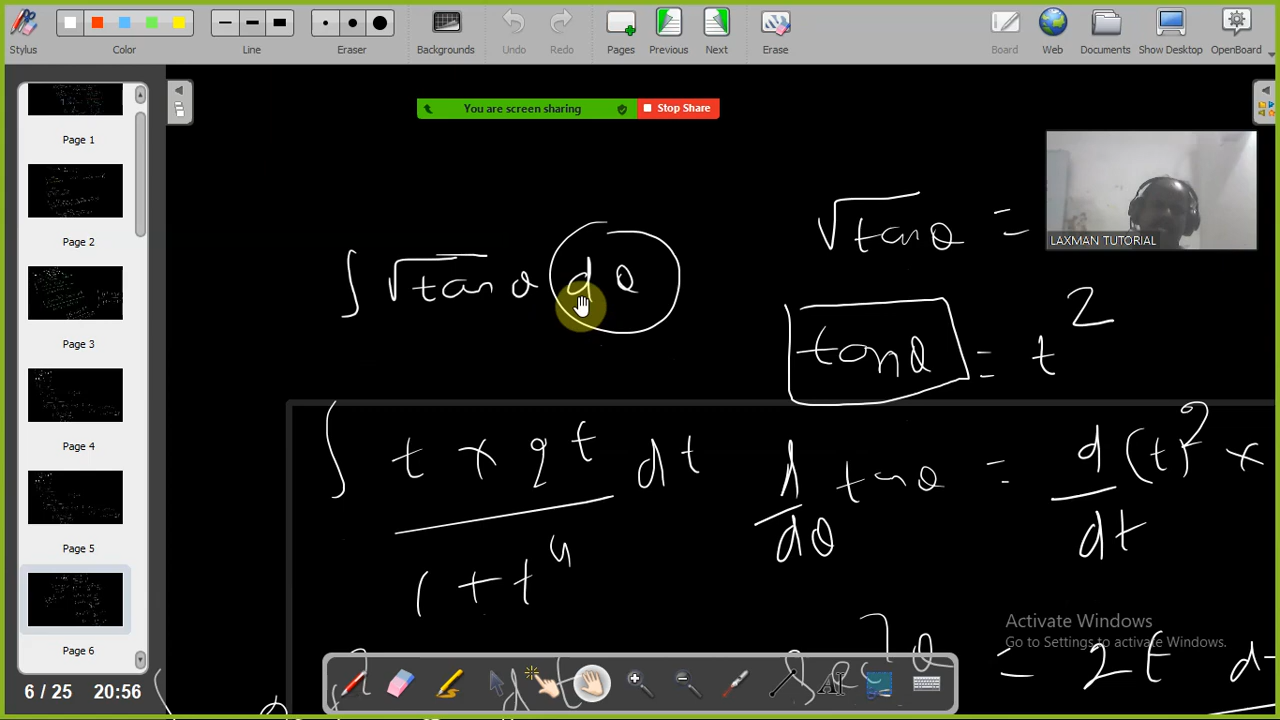 Stylus Color Line Eraser Backgrounds Undo Redo Pages Previous Next Erase Board Web Documents Show Desktop OpenBoard
You are screen sharing Stop Share
Page 1
Page 2
Page 3
Page 4
Page 5
Page 6
6 / 25 20:56
LAXMAN TUTORIAL
√tanθ =
∫ √tanθ dθ
tanθ = t²
∫ t × 2t / 1 + t⁴ dt
d/dθ tanθ = d/dt (t)² ×
sec²θ = 2t
Activate Windows
Go to Settings to activate Windows.